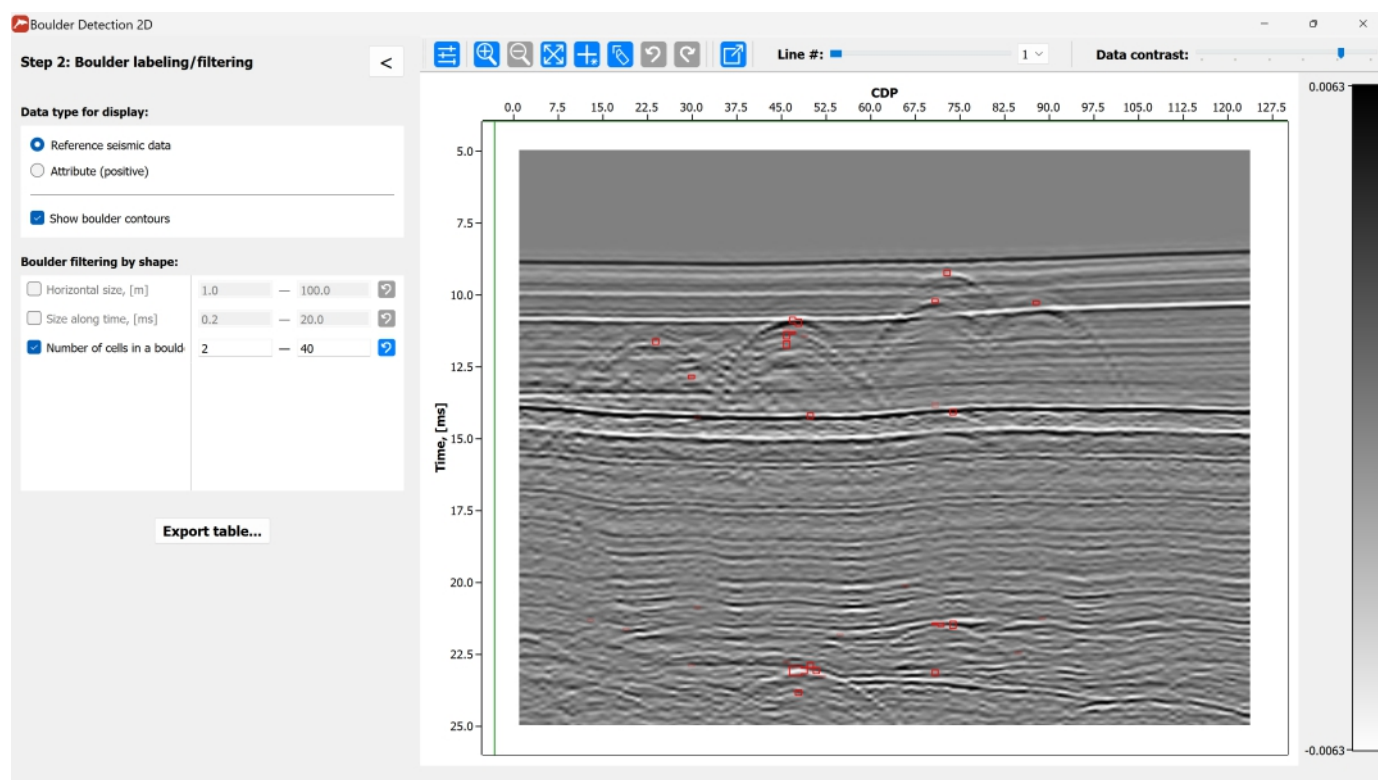 Boulder Detection 2D
Step 2: Boulder labeling/filtering
<
Line #:
1
Data contrast:
Data type for display:
Reference seismic data
Attribute (positive)
Show boulder contours
Boulder filtering by shape:
Horizontal size, [m]
1.0 — 100.0
Size along time, [ms]
0.2 — 20.0
Number of cells in a bould
2 — 40
Export table...
CDP
0.0 7.5 15.0 22.5 30.0 37.5 45.0 52.5 60.0 67.5 75.0 82.5 90.0 97.5 105.0 112.5 120.0 127.5
Time, [ms]
5.0
7.5
10.0
12.5
15.0
17.5
20.0
22.5
25.0
0.0063
-0.0063